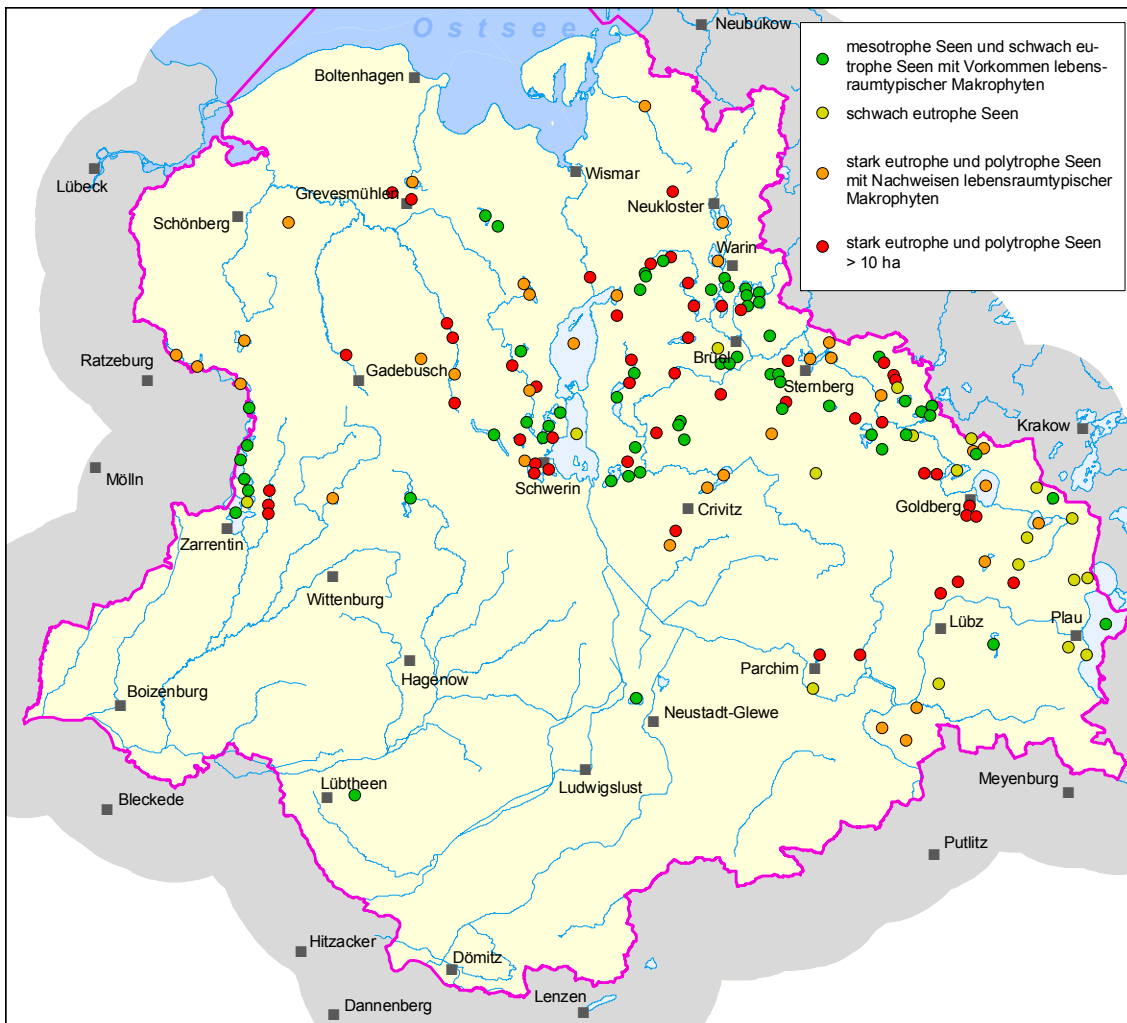 Ostsee
Neubukow
Boltenhagen
mesotrophe Seen und schwach eu-
trophe Seen mit Vorkommen lebens-
raumtypischer Makrophyten
schwach eutrophe Seen
stark eutrophe und polytrophe Seen
mit Nachweisen lebensraumtypischer
Makrophyten
stark eutrophe und polytrophe Seen
> 10 ha
Lübeck
Wismar
Grevesmühlen
Neukloster
Schönberg
Warin
Ratzeburg
Gadebusch
Brüel
Sternberg
Krakow
Mölln
Schwerin
Crivitz
Goldberg
Zarrentin
Wittenburg
Lübz
Plau
Hagenow
Parchim
Boizenburg
Neustadt-Glewe
Lübtheen
Ludwigslust
Meyenburg
Bleckede
Putlitz
Hitzacker
Dömitz
Dannenberg
Lenzen